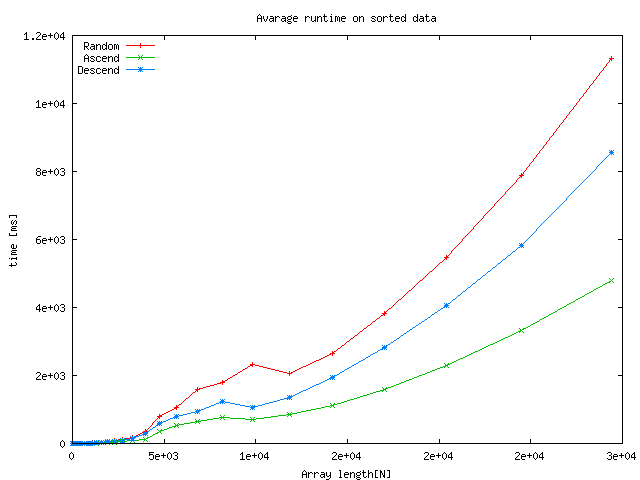 Avarage runtime on sorted data
1.2e+04
1e+04
8e+03
6e+03
4e+03
2e+03
0
time [ms]
Random
Ascend
Descend
0 5e+03 1e+04 2e+04 2e+04 2e+04 3e+04
Array length[N]